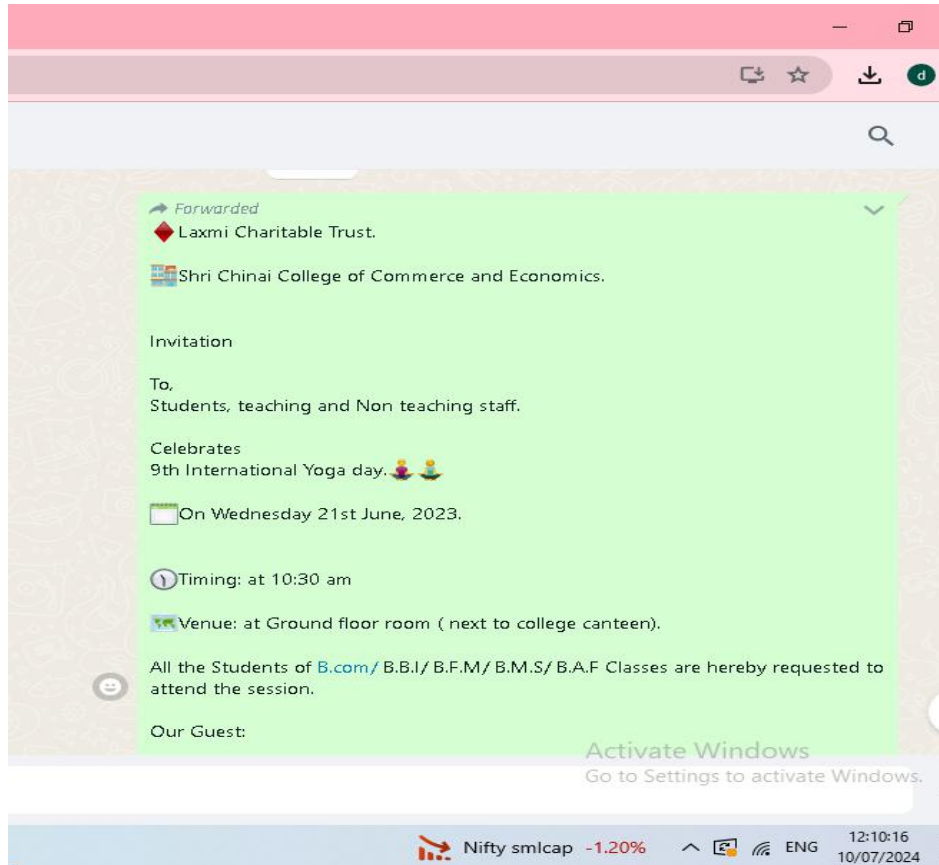 d
Forwarded
Laxmi Charitable Trust.
Shri Chinai College of Commerce and Economics.
Invitation
To,
Students, teaching and Non teaching staff.
Celebrates
9th International Yoga day.
On Wednesday 21st June, 2023.
Timing: at 10:30 am
Venue: at Ground floor room ( next to college canteen).
All the Students of B.com/ B.B.I/ B.F.M/ B.M.S/ B.A.F Classes are hereby requested to
attend the session.
Our Guest:
Activate Windows
Go to Settings to activate Windows.
Nifty smlcap -1.20% ENG 12:10:16
10/07/2024